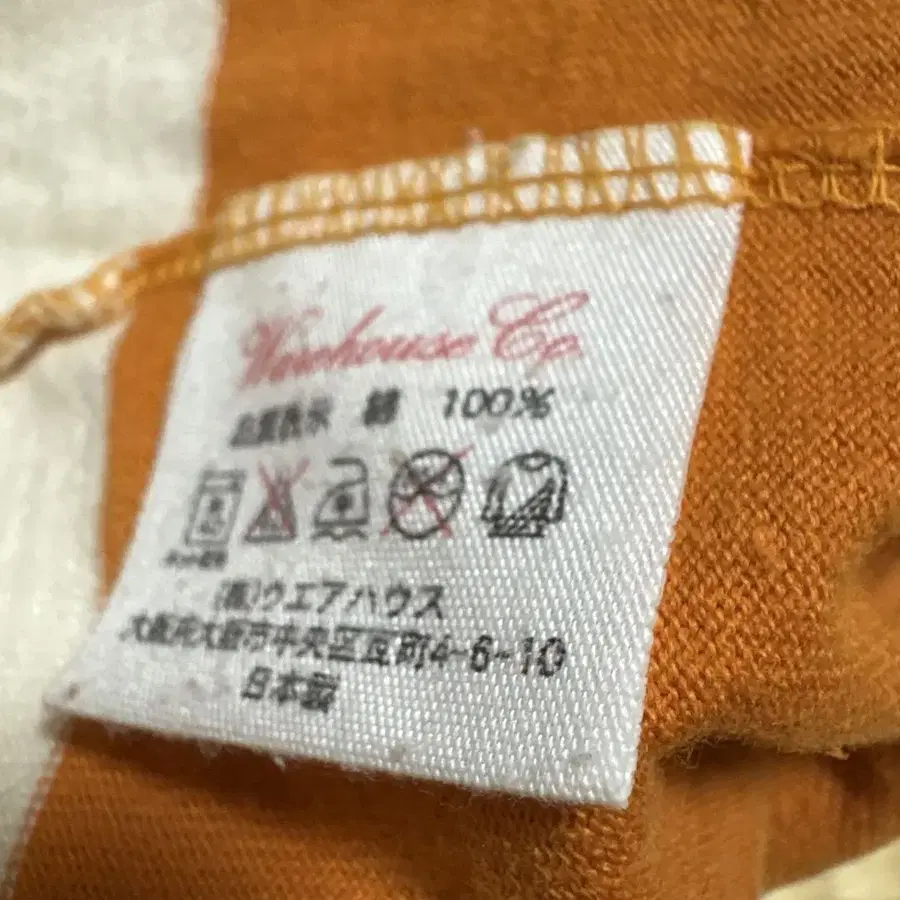 Warehouse Co.
品質表示 綿 100%
(株)ウエアハウス
大阪府大阪市中央区瓦町4-6-10
日本製